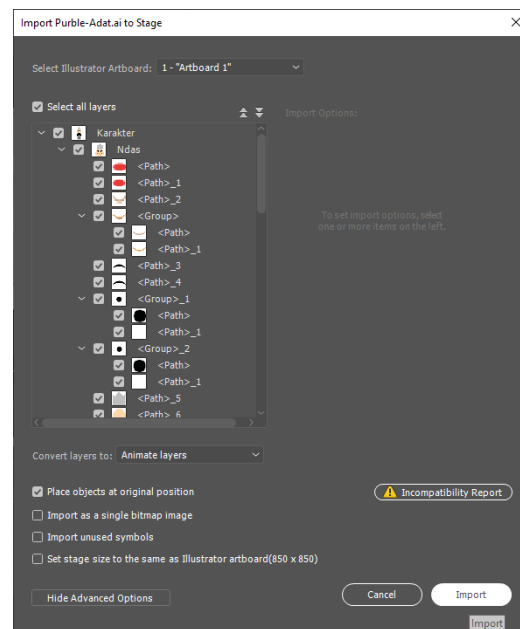 Import Purble-Adat.ai to Stage
Select Illustrator Artboard: 1 - "Artboard 1"
Select all layers
Import Options:
Karakter
Ndas
<Path>
<Path>_1
<Path>_2
<Group>
<Path>
<Path>_1
<Path>_3
<Path>_4
<Group>_1
<Path>
<Path>_1
<Group>_2
<Path>
<Path>_1
<Path>_5
<Path>_6
To set import options, select
one or more items on the left.
Convert layers to: Animate layers
Place objects at original position
Incompatibility Report
Import as a single bitmap image
Import unused symbols
Set stage size to the same as Illustrator artboard(850 x 850)
Hide Advanced Options
Cancel
Import
Import